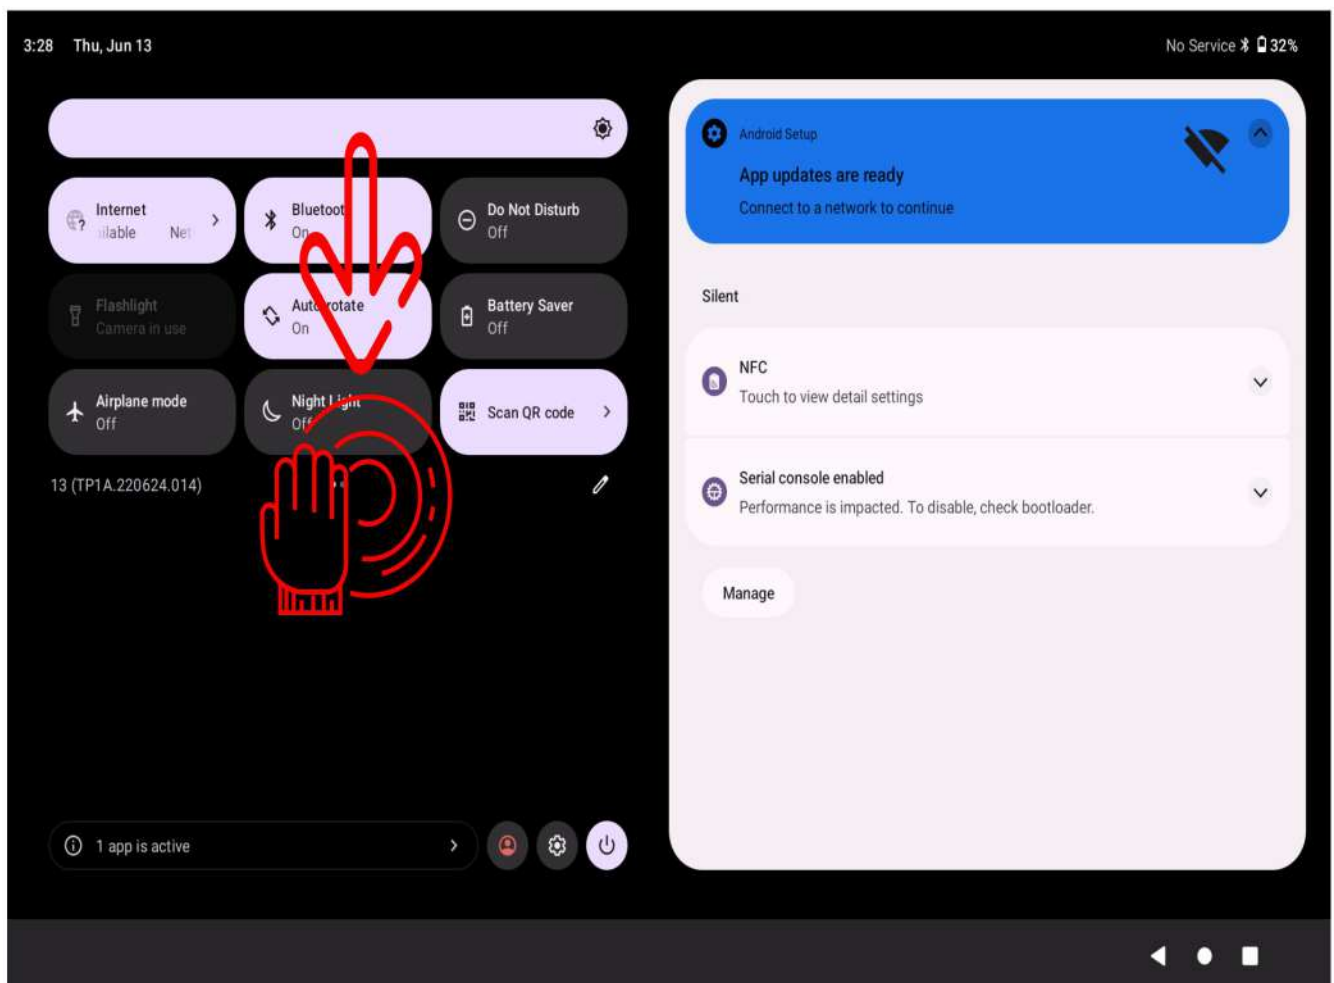 3:28 Thu, Jun 13
No Service 32%
Internet
ilable Net
Bluetoot
On
Do Not Disturb
Off
Flashlight
Camera in use
Auto-rotate
On
Battery Saver
Off
Airplane mode
Off
Night Light
Off
Scan QR code
13 (TP1A.220624.014)
1 app is active
Android Setup
App updates are ready
Connect to a network to continue
Silent
NFC
Touch to view detail settings
Serial console enabled
Performance is impacted. To disable, check bootloader.
Manage